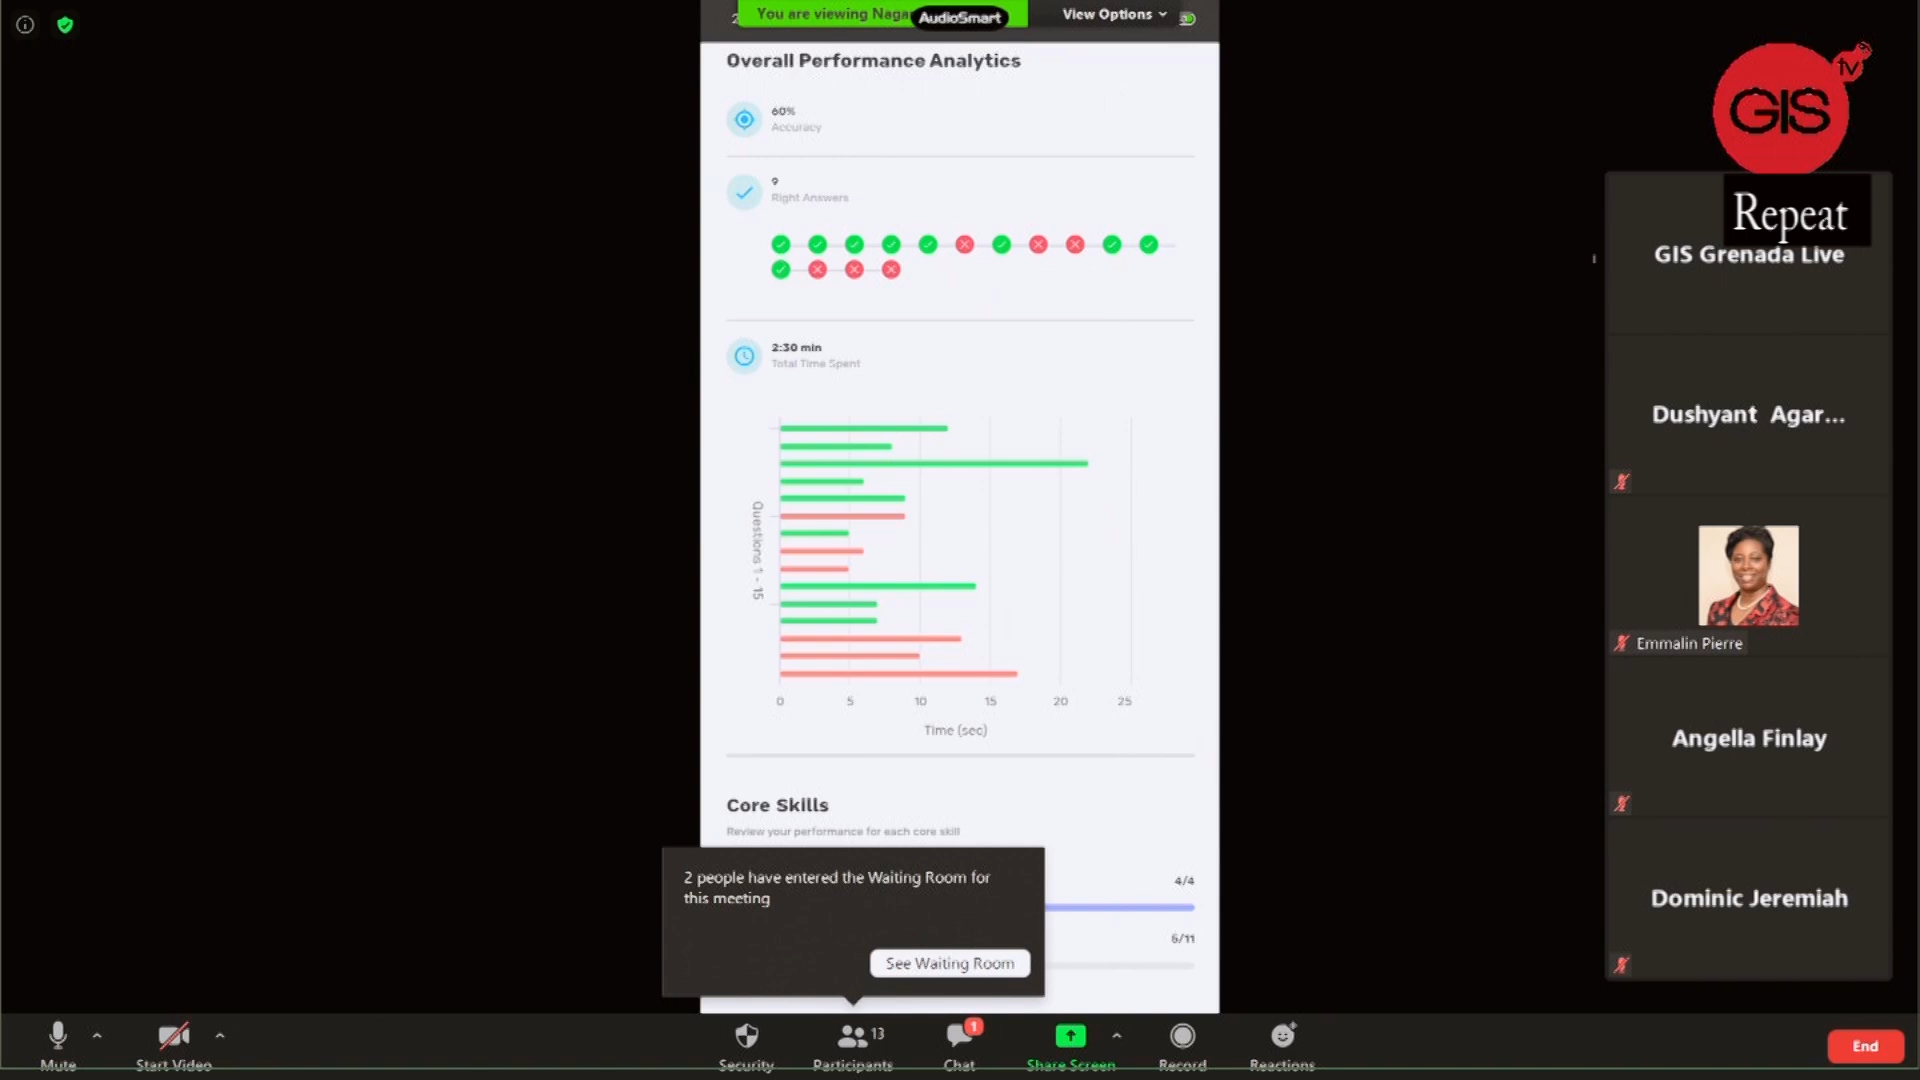 You are viewing Naga
AudioSmart
View Options
Overall Performance Analytics
60%
Accuracy
9
Right Answers
2:30 min
Total Time Spent
Questions 1 - 15
0 5 10 15 20 25
Time (sec)
Core Skills
Review your performance for each core skill
4/4
5/11
2 people have entered the Waiting Room for
this meeting
See Waiting Room
GIS
tv
Repeat
GIS Grenada Live
Dushyant Agar...
Emmalin Pierre
Angella Finlay
Dominic Jeremiah
Mute
Start Video
Security
Participants
13
Chat
1
Share Screen
Record
Reactions
End